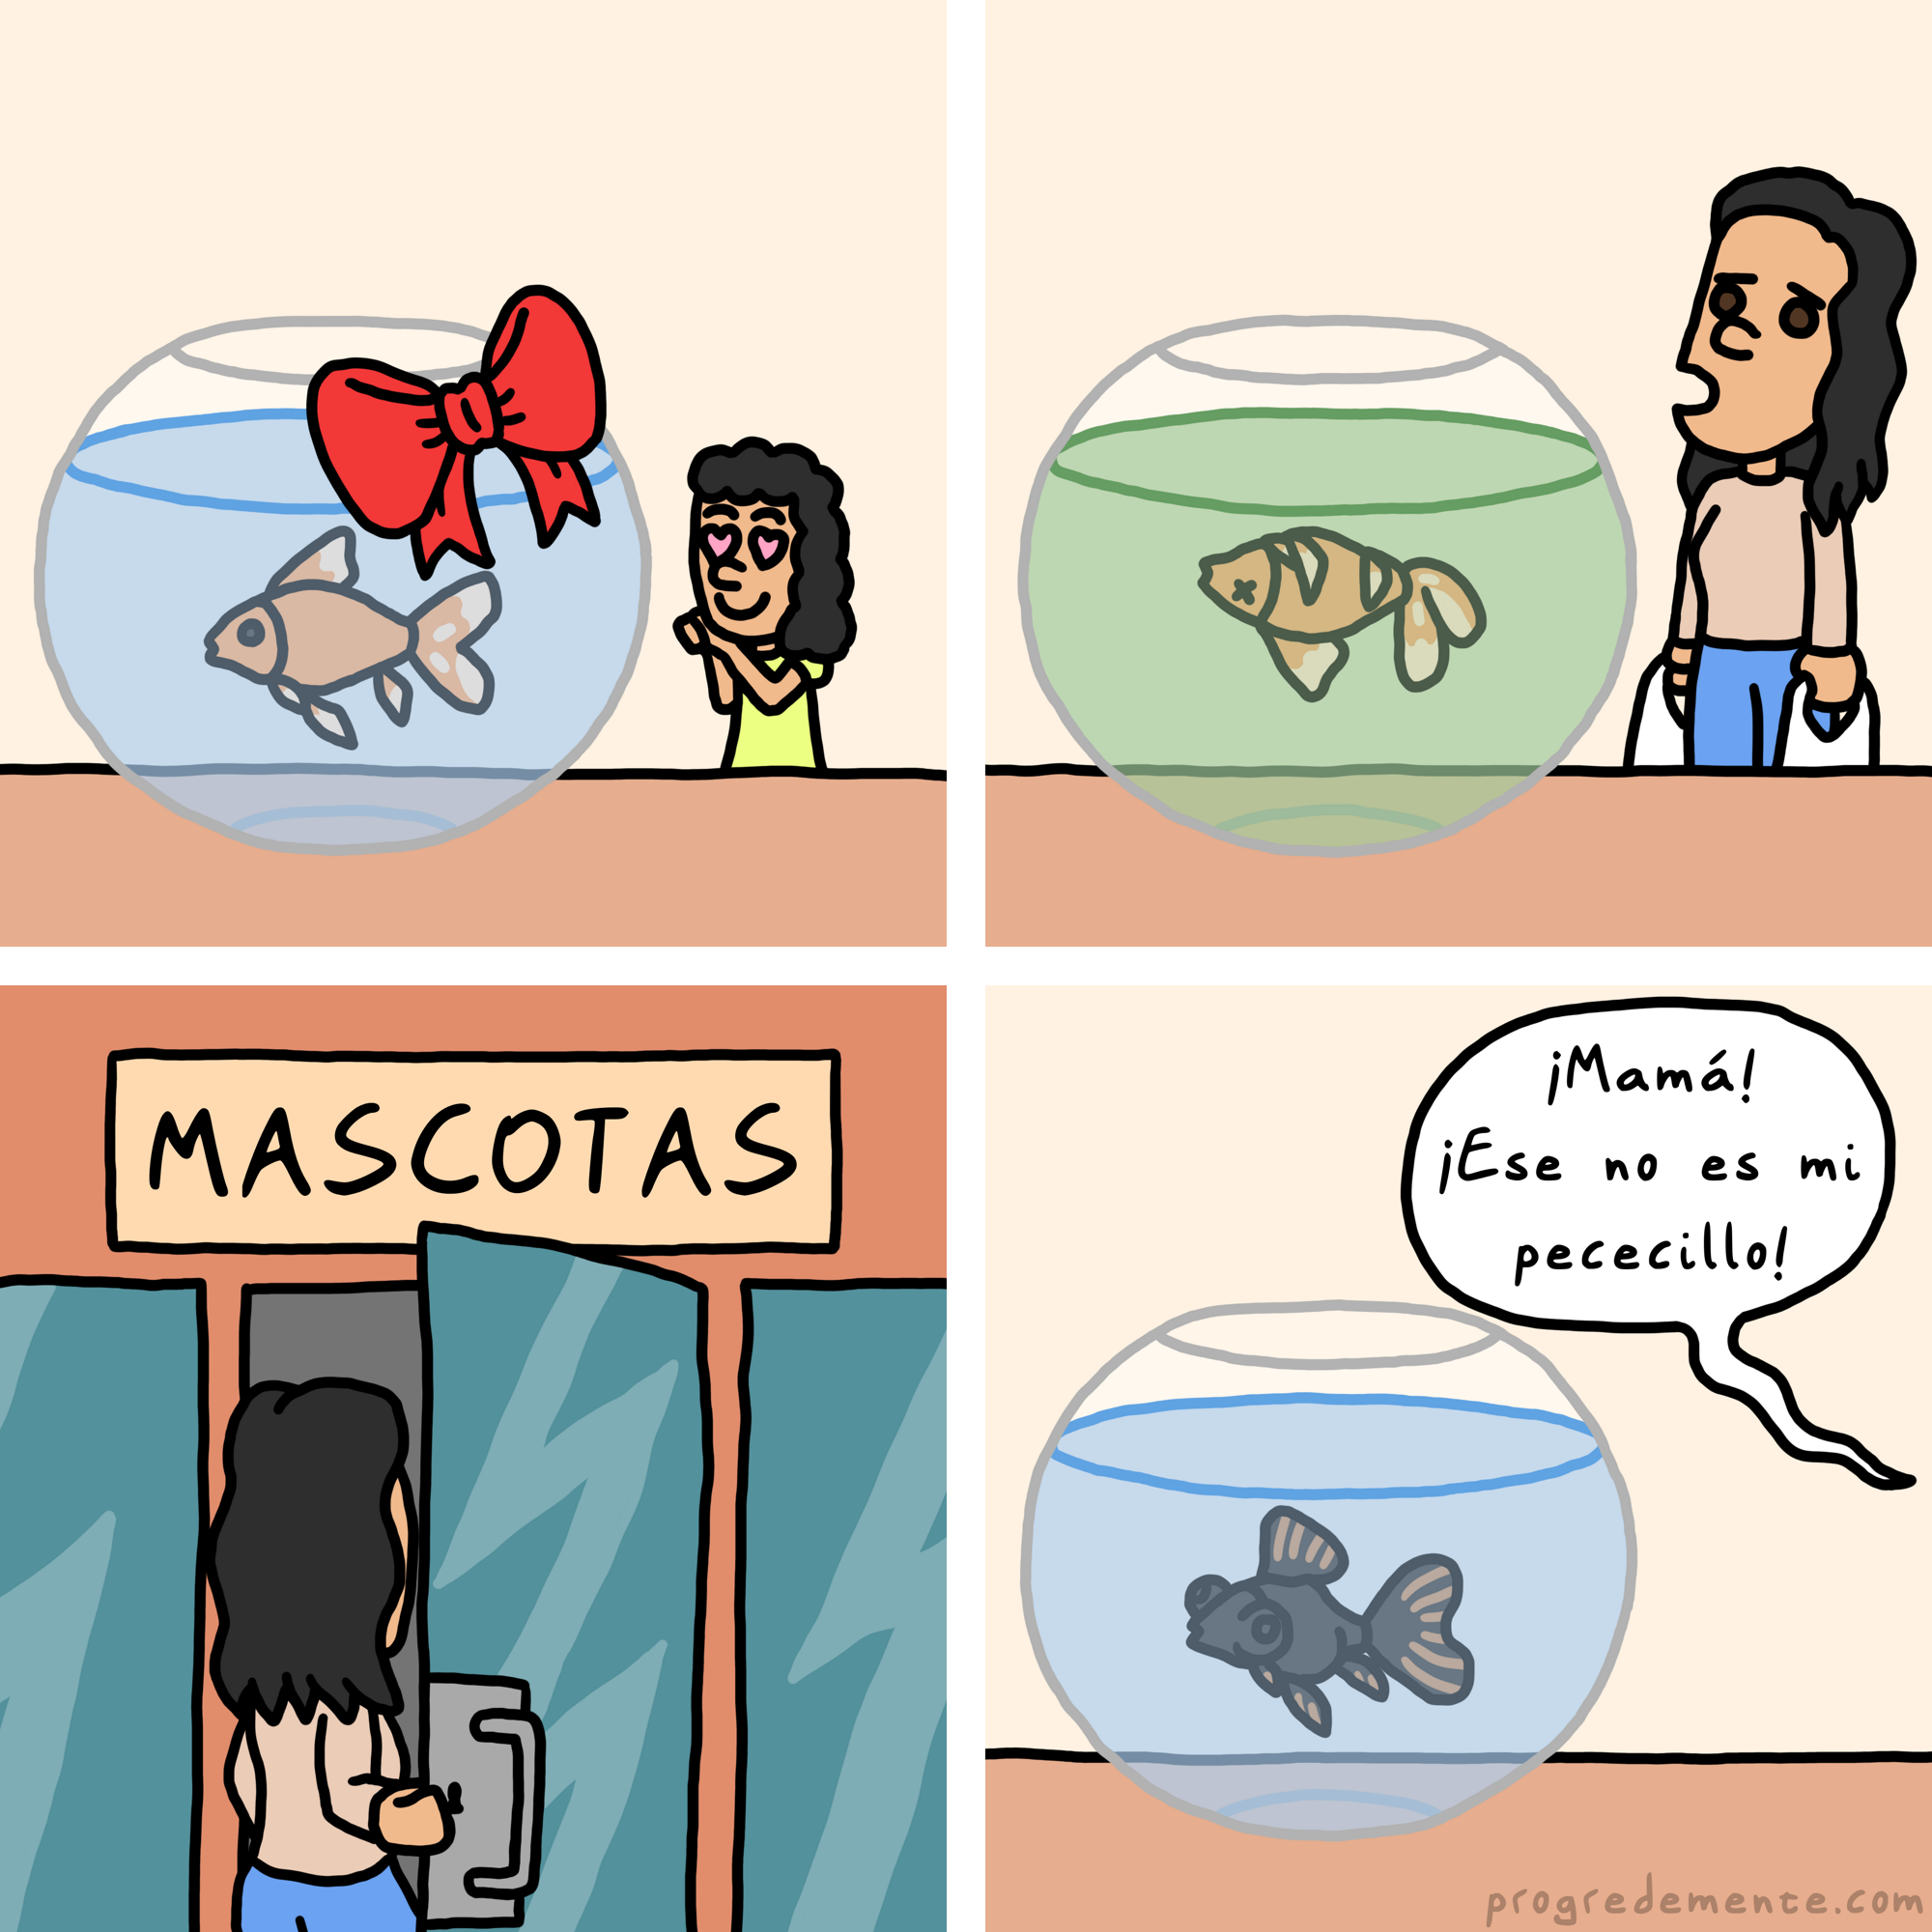 MASCOTAS
¡Mamá!
¡Ese no es mi
pececillo!
progredemente.com